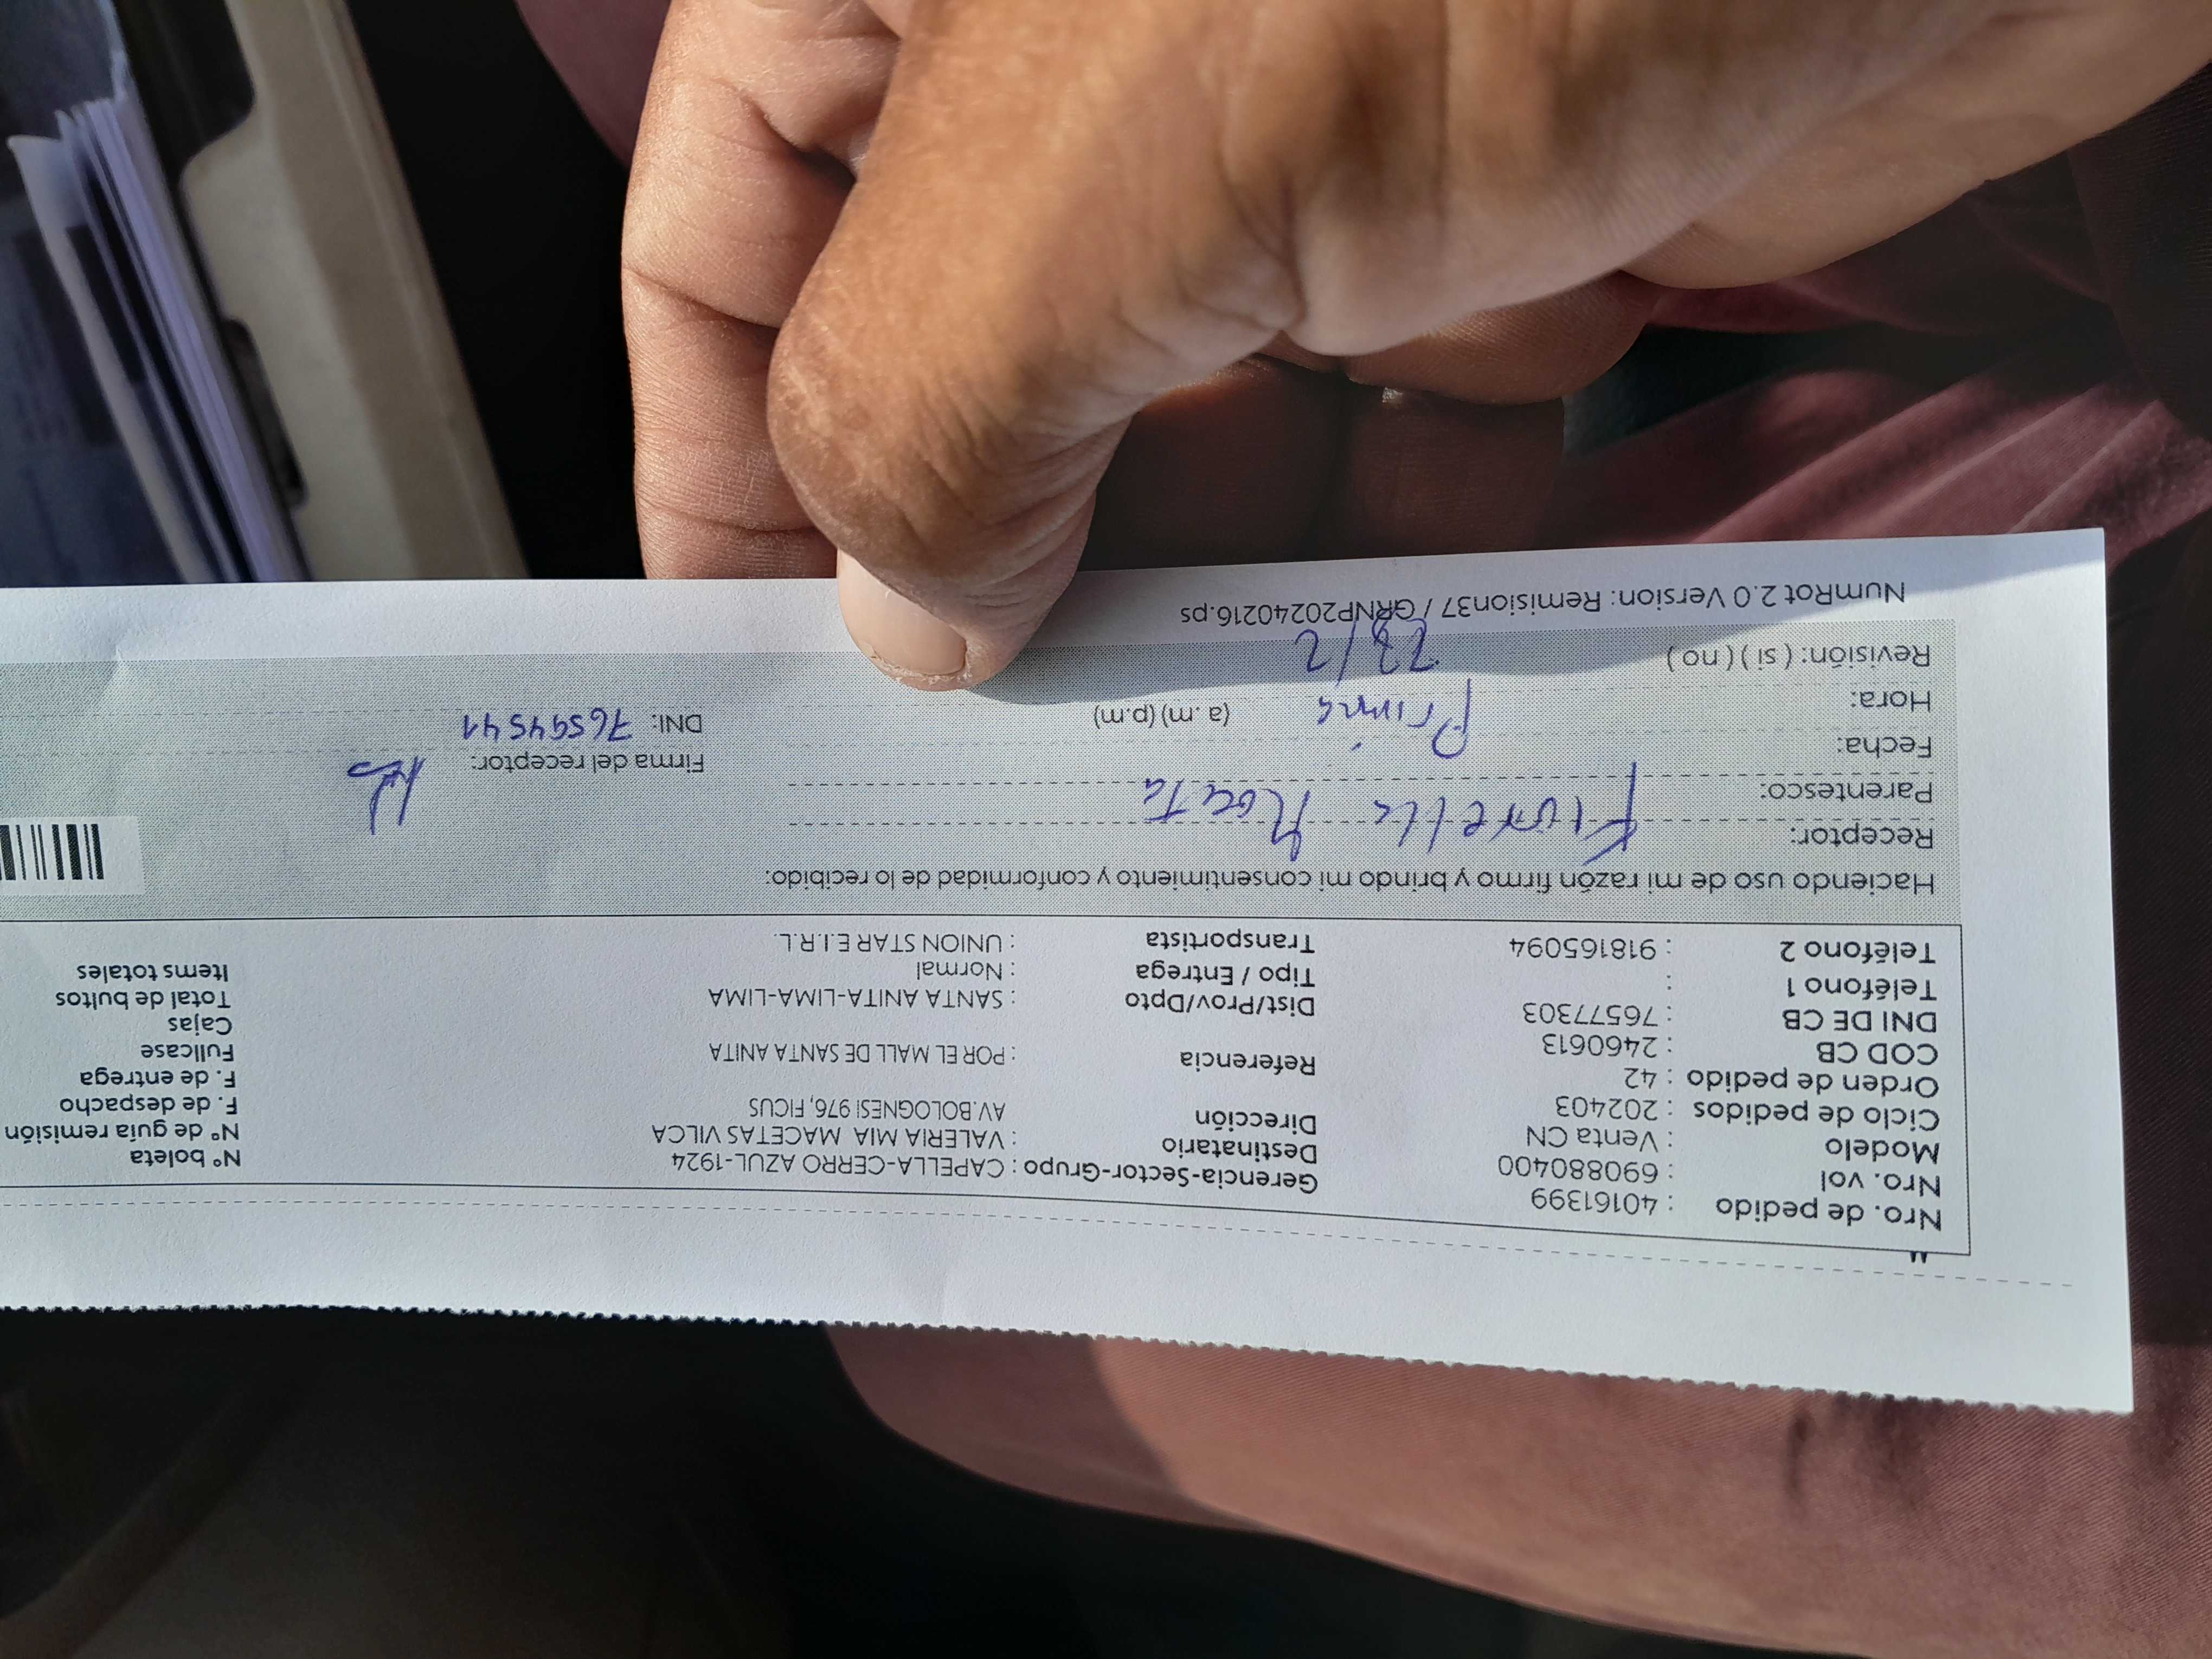 Nro. de pedido : 40161399
Nro. vol : 690880400
Modelo : Venta CN
Ciclo de pedidos : 202403
Orden de pedido : 42
COD CB : 2460613
DNI DE CB : 76577303
Teléfono 1 :
Teléfono 2 : 918165094
Gerencia-Sector-Grupo : CAPELLA-CERRO AZUL-1924
Destinatario : VALERIA MIA MACETAS VILCA
Dirección AV.BOLOGNESI 976, FICUS
Referencia : POR EL MALL DE SANTA ANITA
Dist/Prov/Dpto : SANTA ANITA-LIMA-LIMA
Tipo / Entrega : Normal
Transportista : UNION STAR E.I.R.L.
N° boleta
N° de guía remisión
F. de despacho
F. de entrega
Fullcase
Cajas
Total de bultos
Items totales
Haciendo uso de mi razón firmo y brindo mi consentimiento y conformidad de lo recibido:
Receptor: Fiorella
Parentesco:
Fecha: Prima
Hora: (a.m) (p.m)
Revisión: ( si ) ( no )
Firma del receptor:
DNI: 76594541
NumRot 2.0 Version: Remision37 / GRNP20240216.ps